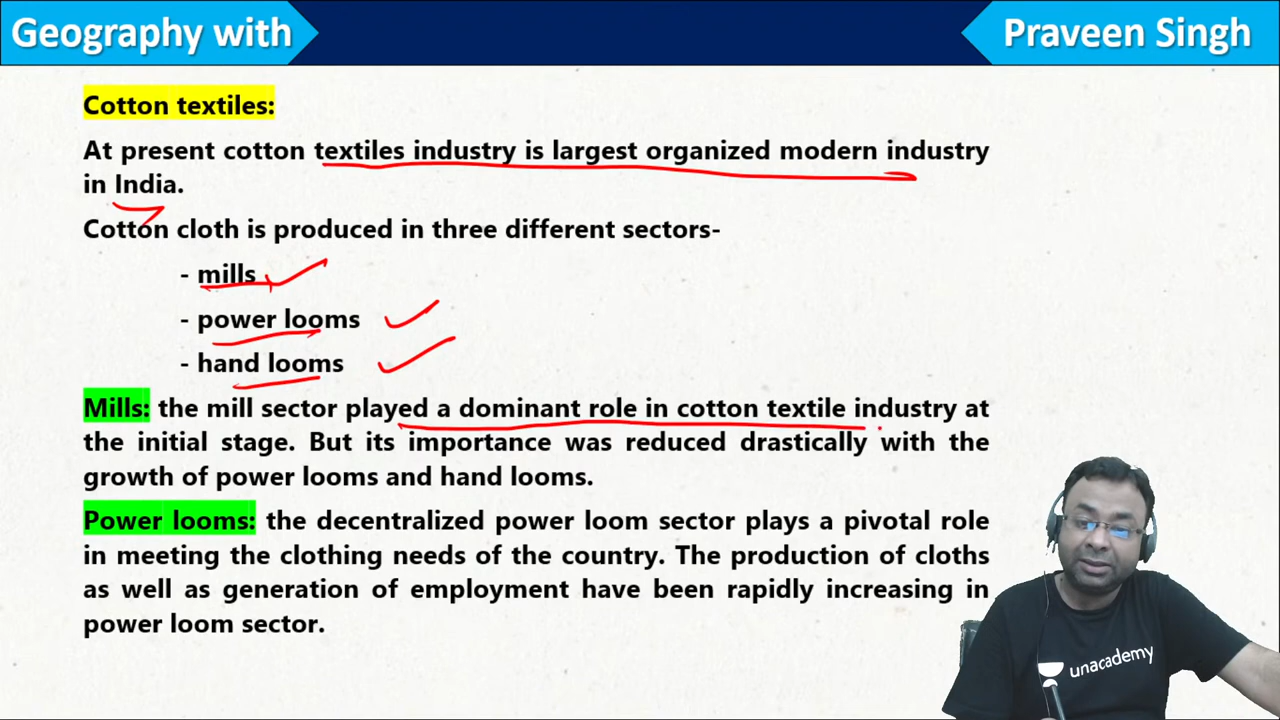 Geography with
Praveen Singh
Cotton textiles:
At present cotton textiles industry is largest organized modern industry
in India.
Cotton cloth is produced in three different sectors-
- mills
- power looms
- hand looms
Mills: the mill sector played a dominant role in cotton textile industry at
the initial stage. But its importance was reduced drastically with the
growth of power looms and hand looms.
Power looms: the decentralized power loom sector plays a pivotal role
in meeting the clothing needs of the country. The production of cloths
as well as generation of employment have been rapidly increasing in
power loom sector.
unacademy